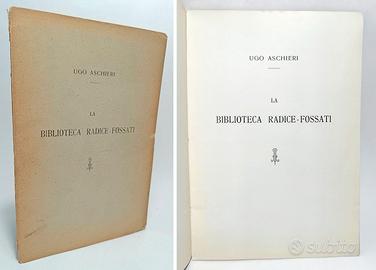 UGO ASCHIERI
LA
BIBLIOTECA RADICE-FOSSATI
UGO ASCHIERI
LA
BIBLIOTECA RADICE-FOSSATI
subito